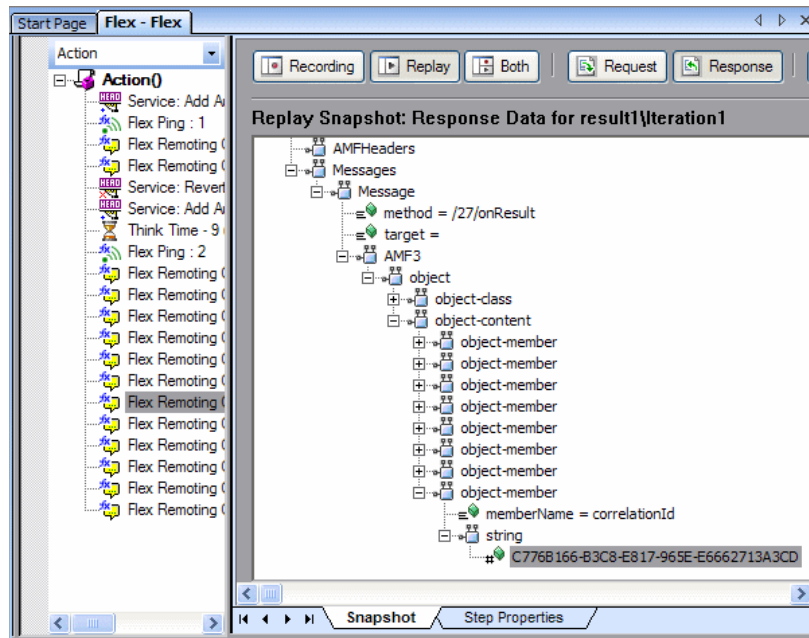 Start Page
Flex - Flex
Action
Action()
Service: Add
Flex Ping : 1
Flex Remoting
Flex Remoting
Service: Revert
Service: Add
Think Time - 9
Flex Ping : 2
Flex Remoting
Flex Remoting
Flex Remoting
Flex Remoting
Flex Remoting
Flex Remoting
Flex Remoting
Flex Remoting
Flex Remoting
Flex Remoting
Flex Remoting
Flex Remoting
Recording
Replay
Both
Request
Response
Replay Snapshot: Response Data for result1\Iteration1
AMFHeaders
Messages
Message
method = /27/onResult
target =
AMF3
object
object-class
object-content
object-member
object-member
object-member
object-member
object-member
object-member
object-member
object-member
memberName = correlationId
string
C776B166-B3C8-E817-965E-E6662713A3CD
Snapshot
Step Properties